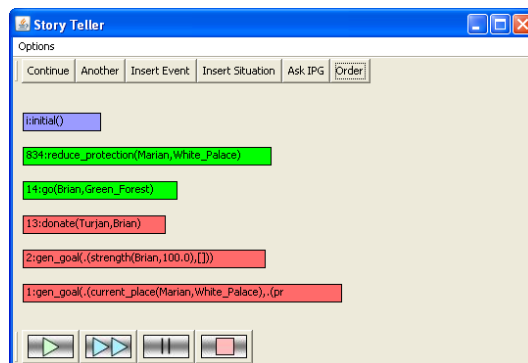 Story Teller
Options
Continue Another Insert Event Insert Situation Ask IPG Order
i:initial()
834:reduce_protection(Marian,White_Palace)
14:go(Brian,Green_Forest)
13:donate(Turjan,Brian)
2:gen_goal(.(strength(Brian,100.0),[]))
1:gen_goal(.(current_place(Marian,White_Palace),.(pr